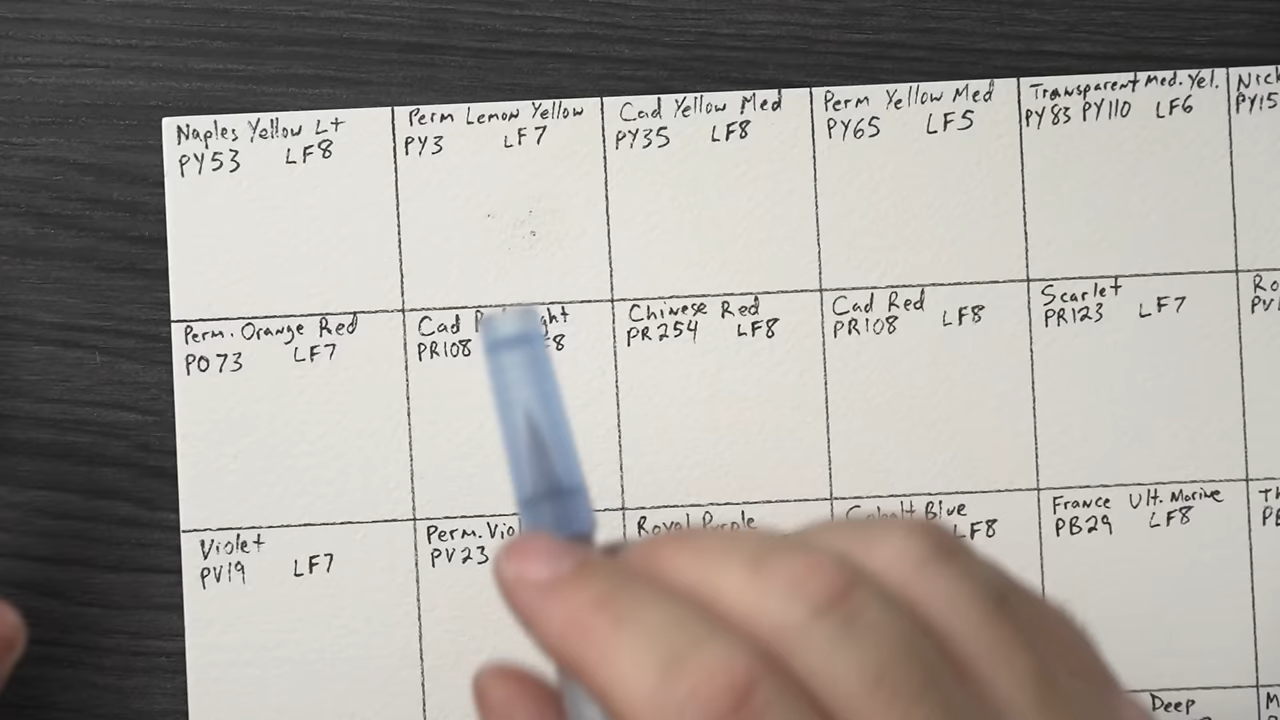 Naples Yellow Lt
PY53 LF8
Perm Lemon Yellow
PY3 LF7
Cad Yellow Med
PY35 LF8
Perm Yellow Med
PY65 LF5
Transparent Med. Yel.
PY83 PY110 LF6
Perm. Orange Red
PO73 LF7
Cad
PR108
Chinese Red
PR254 LF8
Cad Red
PR108 LF8
Scarlet
PR123 LF7
Violet
PV19 LF7
Perm.
PV23
Royal Purple
Cobalt Blue
LF8
France Ult. Marine
PB29 LF8
Deep